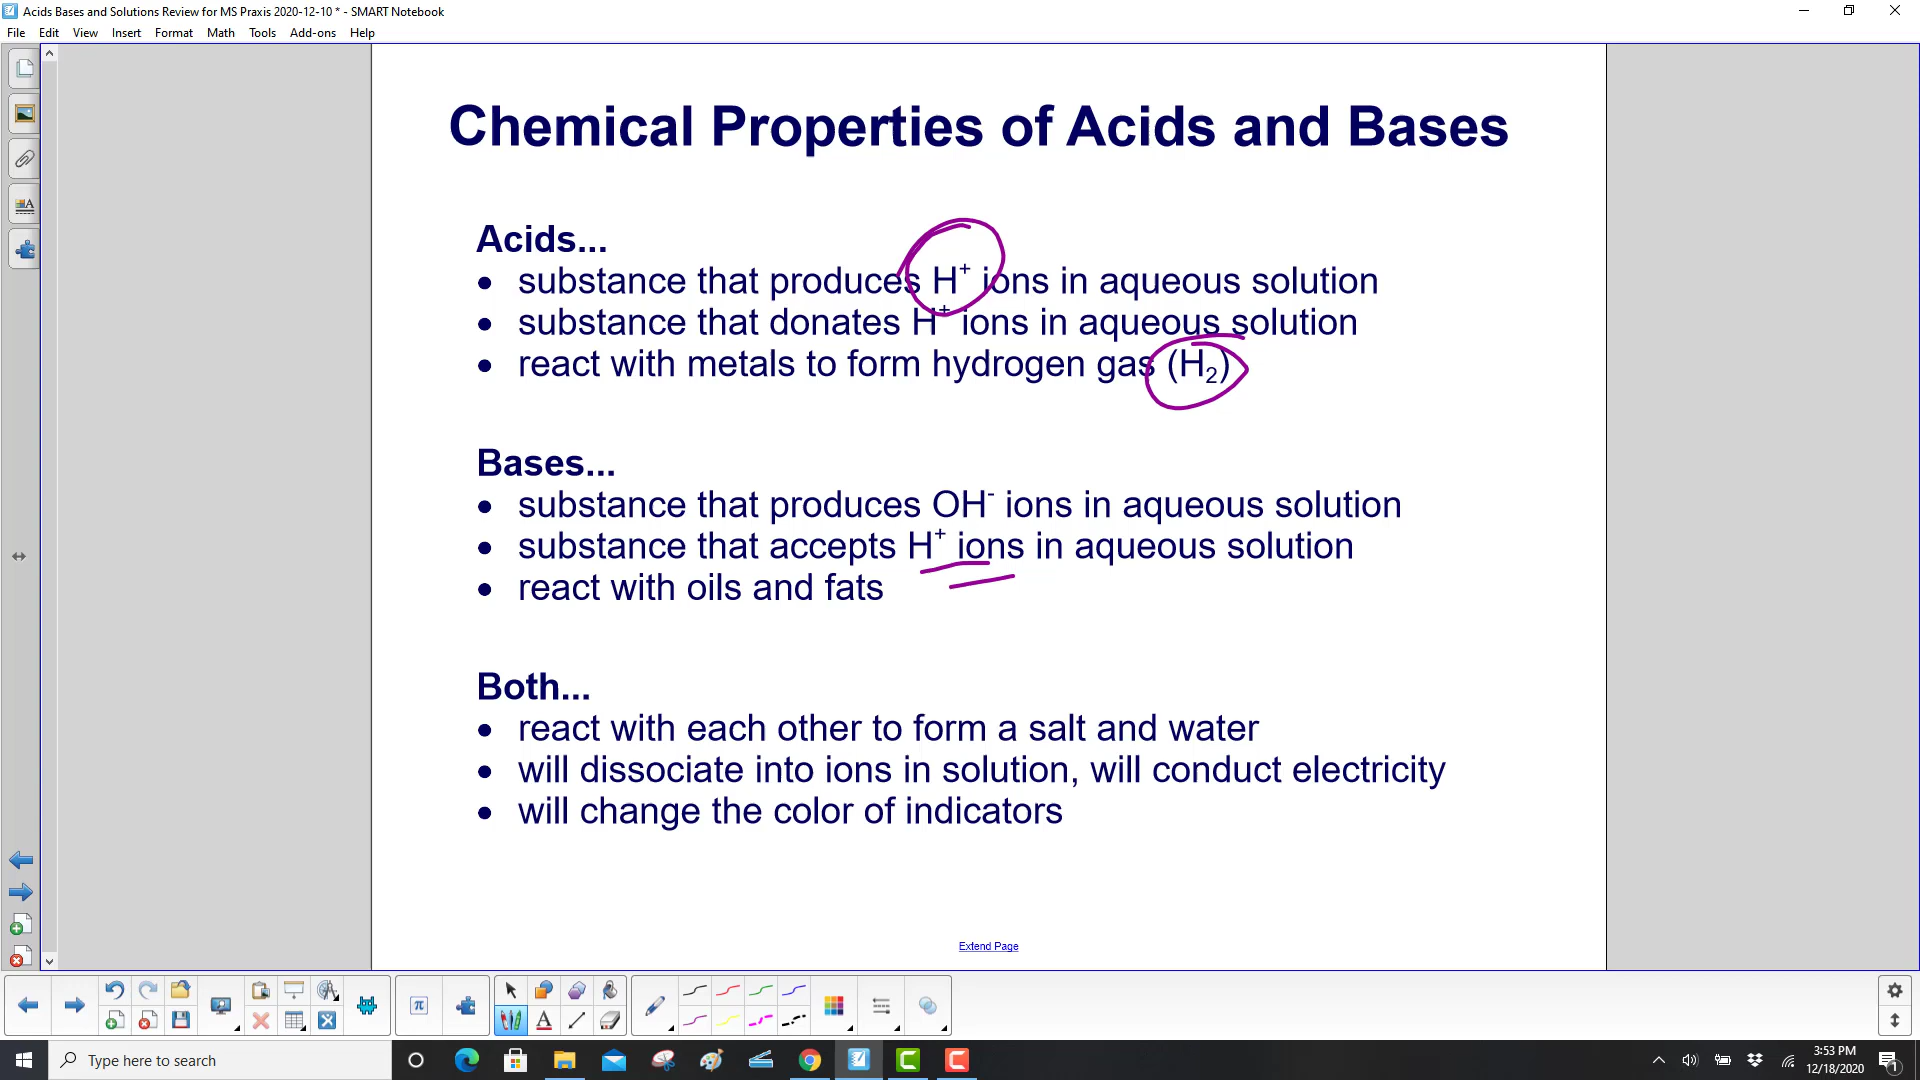 Acids Bases and Solutions Review for MS Praxis 2020-12-10 * - SMART Notebook
File Edit View Insert Format Math Tools Add-ons Help
Chemical Properties of Acids and Bases
Acids...
• substance that produces H⁺ ions in aqueous solution
• substance that donates H⁺ ions in aqueous solution
• react with metals to form hydrogen gas (H₂)
Bases...
• substance that produces OH⁻ ions in aqueous solution
• substance that accepts H⁺ ions in aqueous solution
• react with oils and fats
Both...
• react with each other to form a salt and water
• will dissociate into ions in solution, will conduct electricity
• will change the color of indicators
Extend Page
Type here to search
3:53 PM
12/18/2020
1